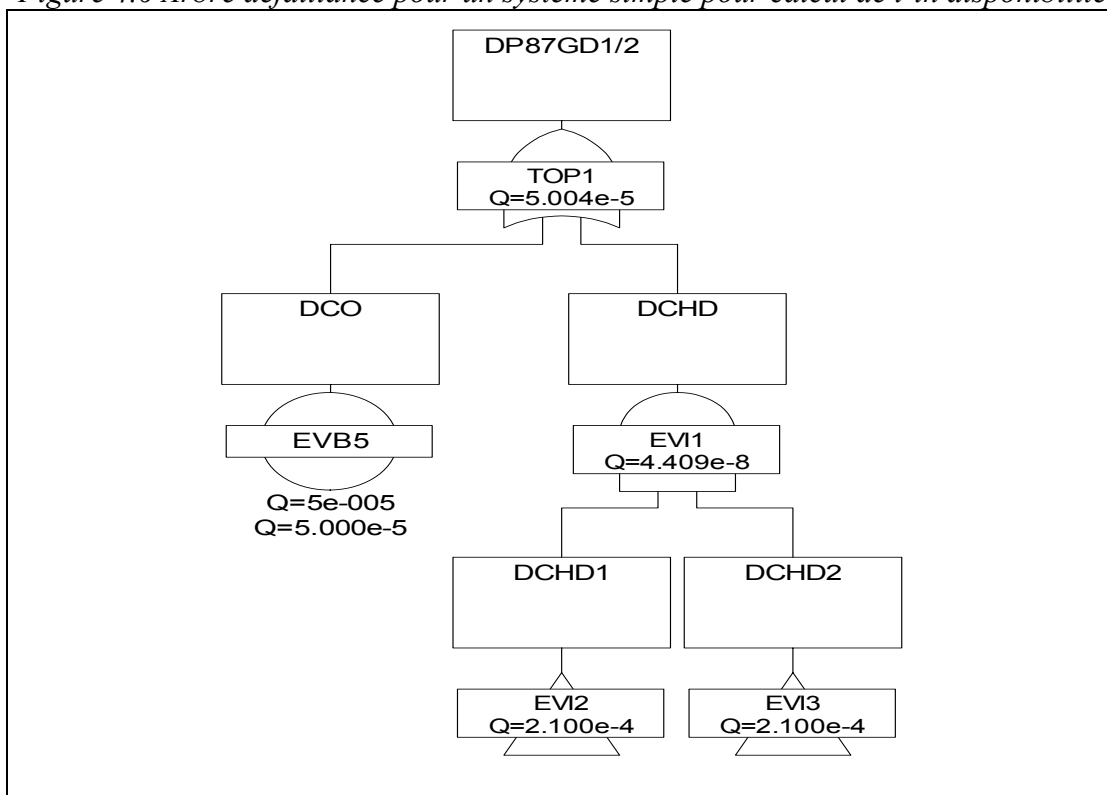 Figure 4.6 Arbre défaillance pour un système simple pour calcul de l'in disponibilité
DP87GD1/2
TOP1
Q=5.004e-5
DCO
DCHD
EVB5
Q=5e-005
Q=5.000e-5
EVI1
Q=4.409e-8
DCHD1
DCHD2
EVI2
Q=2.100e-4
EVI3
Q=2.100e-4